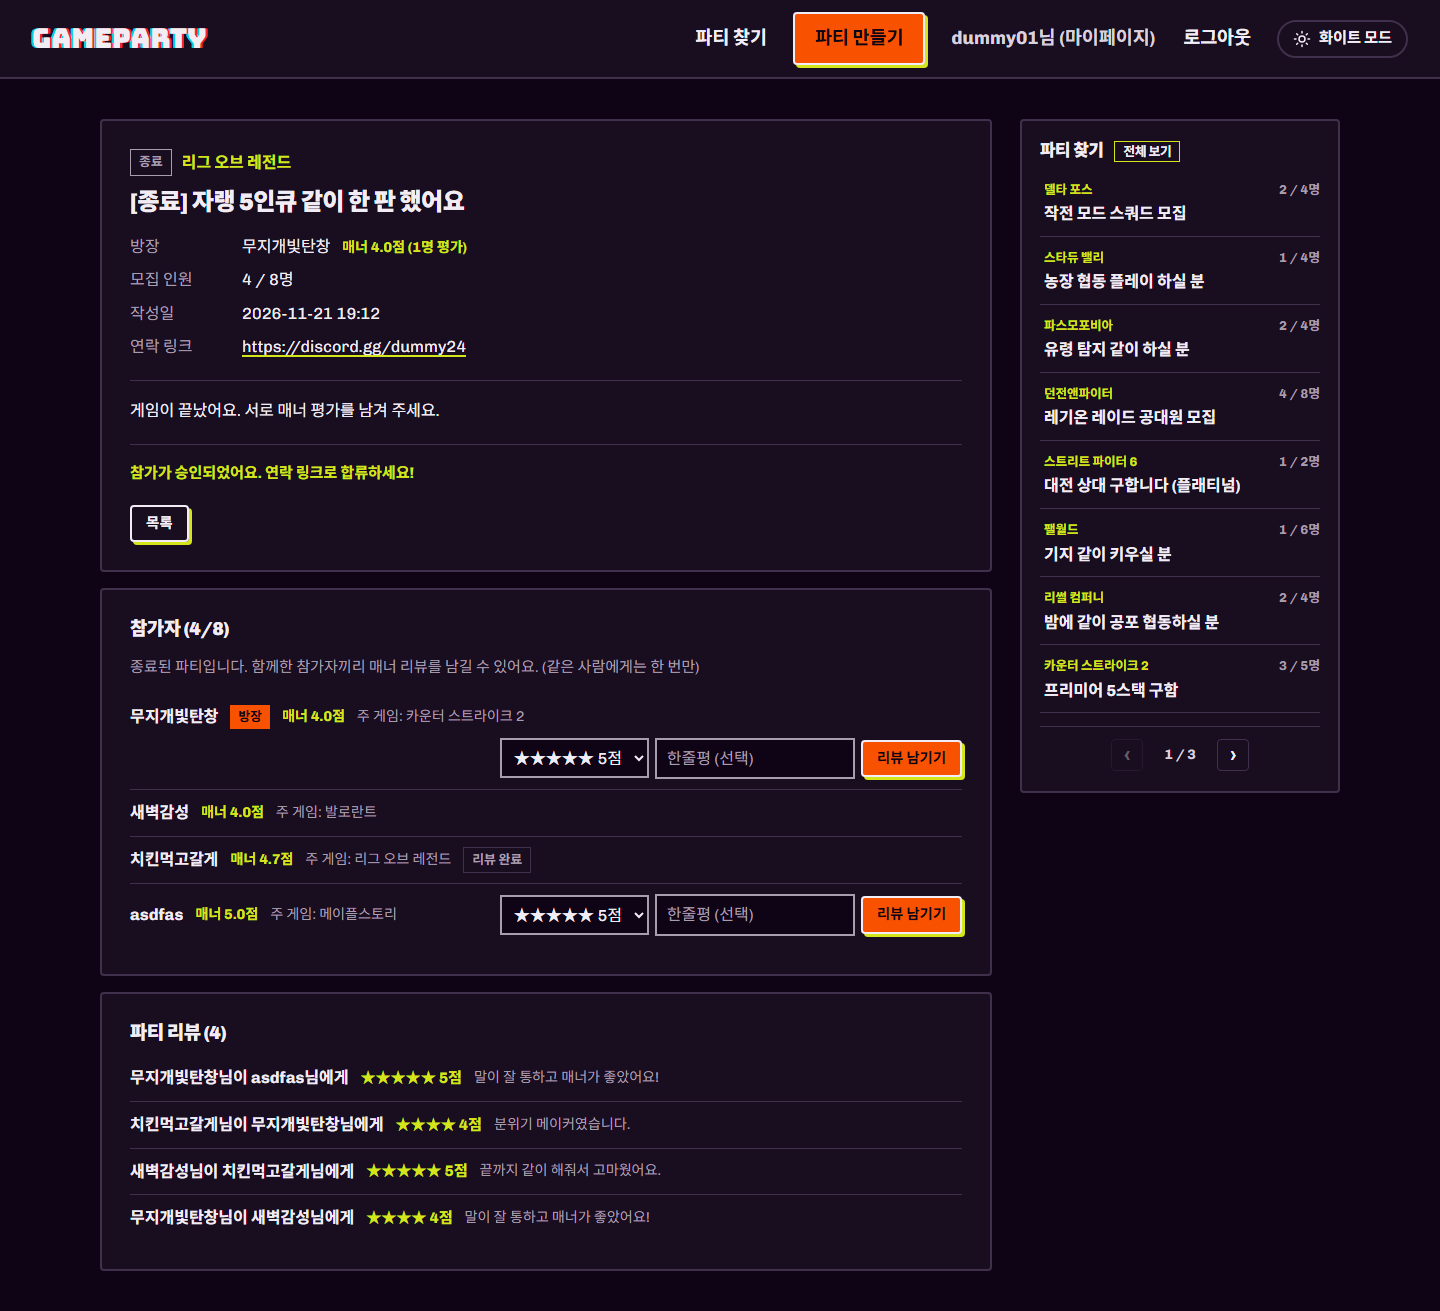 GAMEPARTY
파티 찾기
파티 만들기
dummy01님 (마이페이지)
로그아웃
화이트 모드
종료 리그 오브 레전드
[종료] 자랭 5인큐 같이 한 판 했어요
방장 무지개빛탄창 매너 4.0점 (1명 평가)
모집 인원 4 / 8명
작성일 2026-11-21 19:12
연락 링크 https://discord.gg/dummy24
게임이 끝났어요. 서로 매너 평가를 남겨 주세요.
참가가 승인되었어요. 연락 링크로 합류하세요!
목록
참가자 (4/8)
종료된 파티입니다. 함께한 참가자끼리 매너 리뷰를 남길 수 있어요. (같은 사람에게는 한 번만)
무지개빛탄창 방장 매너 4.0점 주 게임: 카운터 스트라이크 2
★★★★★ 5점 한줄평 (선택) 리뷰 남기기
새벽감성 매너 4.0점 주 게임: 발로란트
치킨먹고갈게 매너 4.7점 주 게임: 리그 오브 레전드 리뷰 완료
asdfas 매너 5.0점 주 게임: 메이플스토리 ★★★★★ 5점 한줄평 (선택) 리뷰 남기기
파티 리뷰 (4)
무지개빛탄창님이 asdfas님에게 ★★★★★ 5점 말이 잘 통하고 매너가 좋았어요!
치킨먹고갈게님이 무지개빛탄창님에게 ★★★★ 4점 분위기 메이커였습니다.
새벽감성님이 치킨먹고갈게님에게 ★★★★★ 5점 끝까지 같이 해줘서 고마웠어요.
무지개빛탄창님이 새벽감성님에게 ★★★★ 4점 말이 잘 통하고 매너가 좋았어요!
파티 찾기 전체 보기
델타 포스 2 / 4명
작전 모드 스쿼드 모집
스타듀 밸리 1 / 4명
농장 협동 플레이 하실 분
파스모포비아 2 / 4명
유령 탐지 같이 하실 분
던전앤파이터 4 / 8명
레기온 레이드 공대원 모집
스트리트 파이터 6 1 / 2명
대전 상대 구합니다 (플래티넘)
팰월드 1 / 6명
기지 같이 키우실 분
리썰 컴퍼니 2 / 4명
밤에 같이 공포 협동하실 분
카운터 스트라이크 2 3 / 5명
프리미어 5스택 구함
‹ 1 / 3 ›